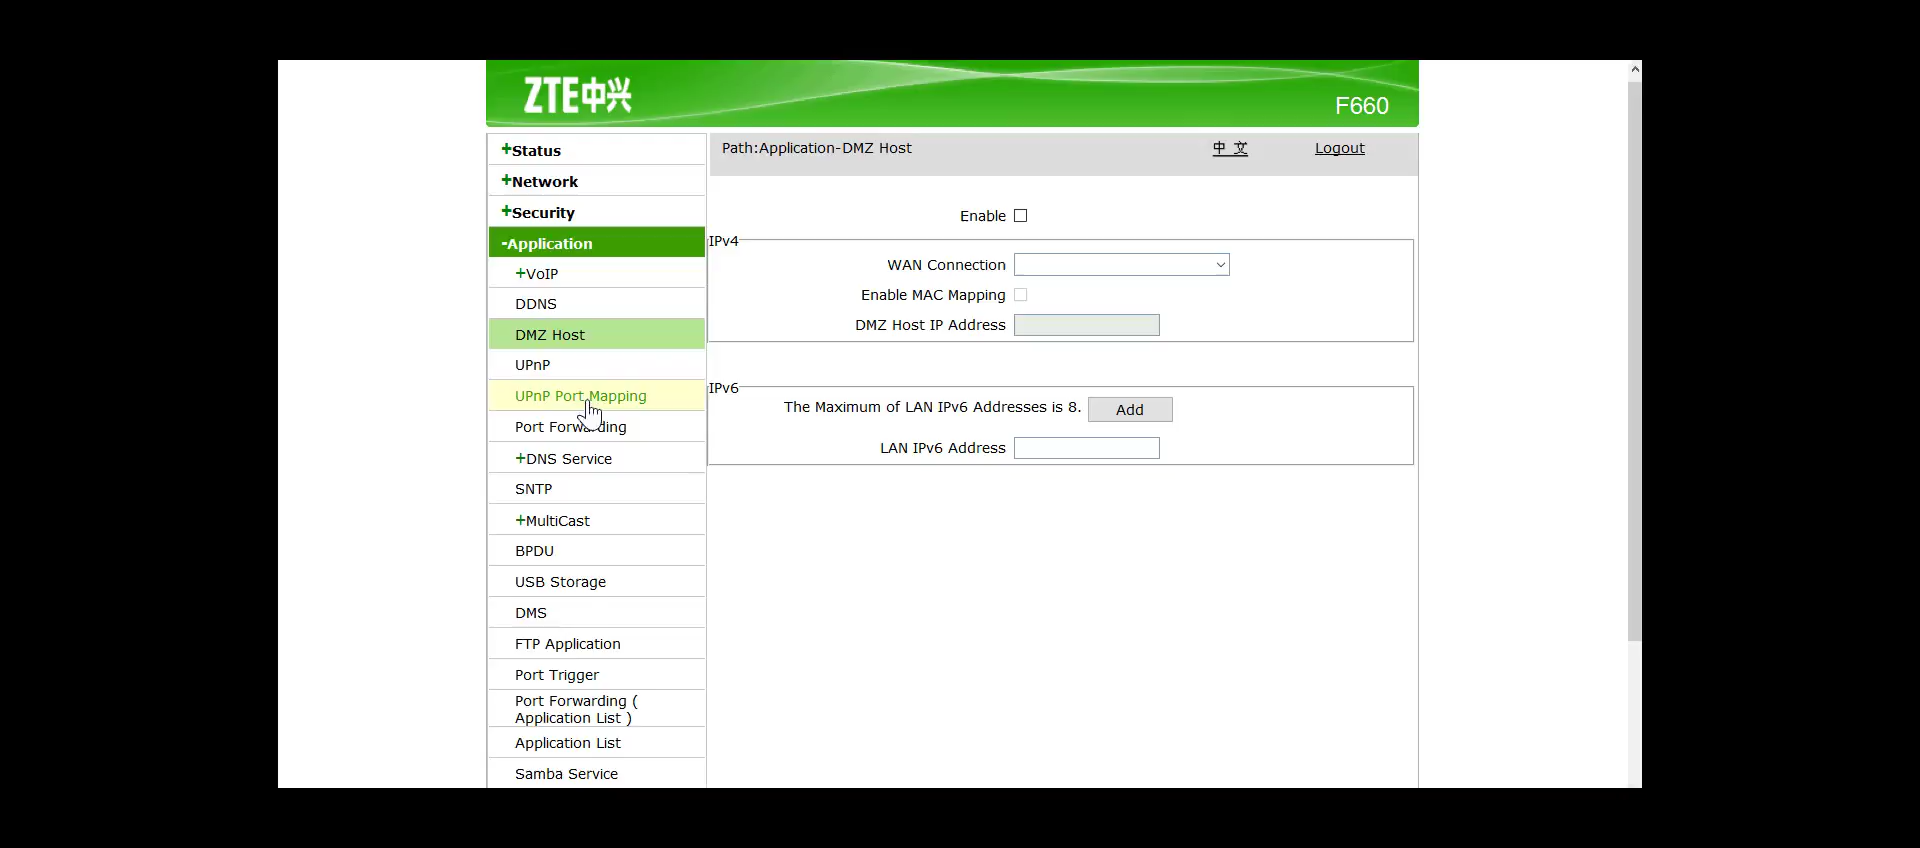 ZTE中兴
F660
+Status
+Network
+Security
-Application
+VoIP
DDNS
DMZ Host
UPnP
UPnP Port Mapping
Port Forwarding
+DNS Service
SNTP
+MultiCast
BPDU
USB Storage
DMS
FTP Application
Port Trigger
Port Forwarding (
Application List )
Application List
Samba Service
Path:Application-DMZ Host 中 文 Logout
Enable
IPv4
WAN Connection
Enable MAC Mapping
DMZ Host IP Address
IPv6
The Maximum of LAN IPv6 Addresses is 8. Add
LAN IPv6 Address